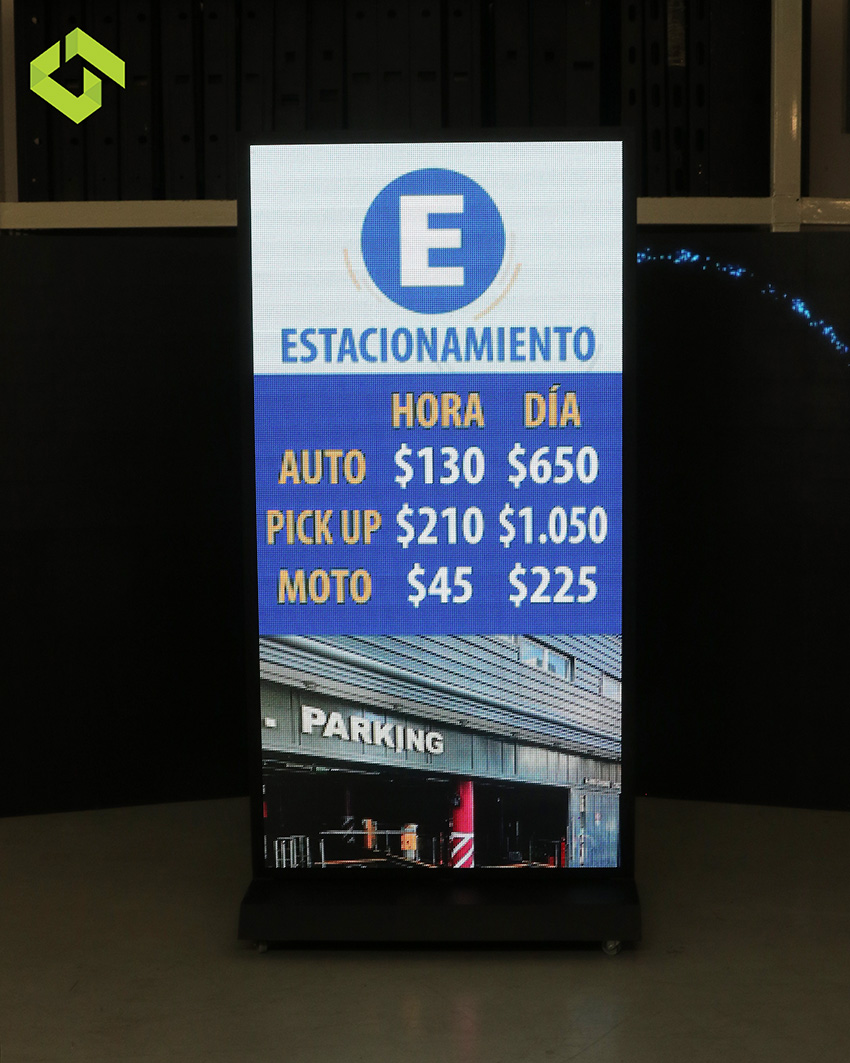 E
ESTACIONAMIENTO
HORA DÍA
AUTO $130 $650
PICK UP $210 $1.050
MOTO $45 $225
. PARKING